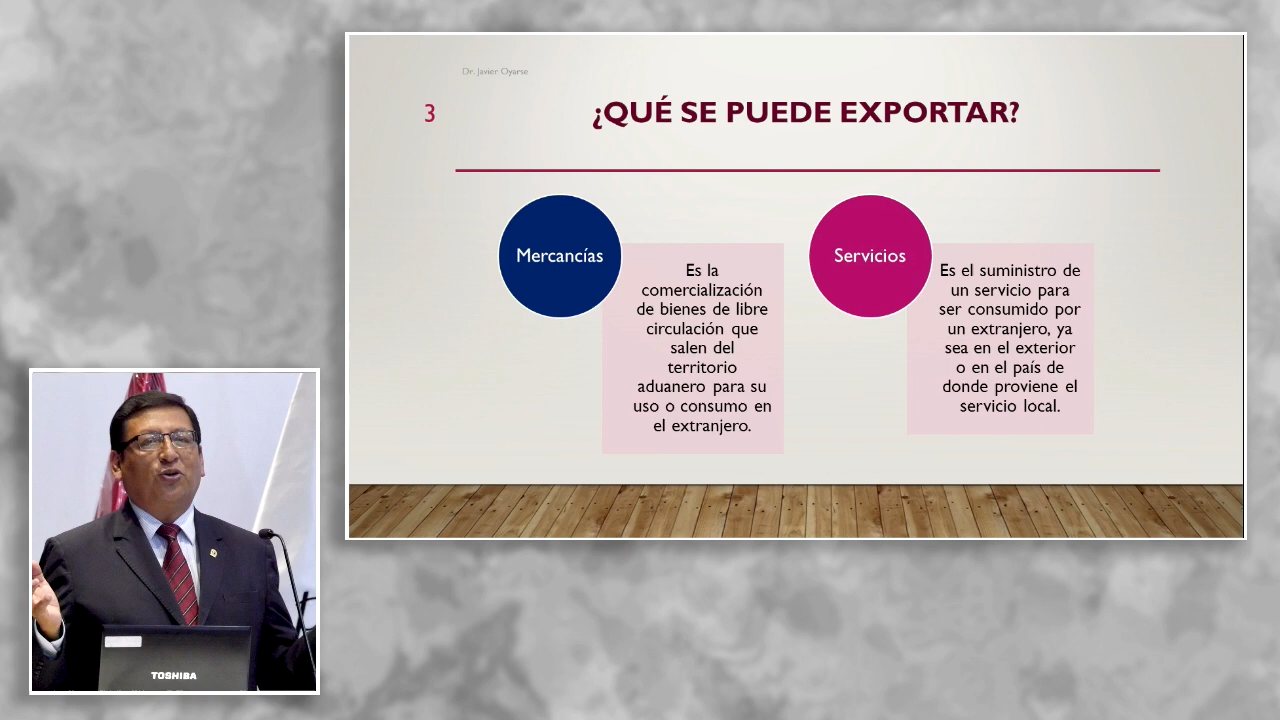 Dr. Javier Oyarse
3
¿QUÉ SE PUEDE EXPORTAR?
Mercancías
Es la
comercialización
de bienes de libre
circulación que
salen del
territorio
aduanero para su
uso o consumo en
el extranjero.
Servicios
Es el suministro de
un servicio para
ser consumido por
un extranjero, ya
sea en el exterior
o en el país de
donde proviene el
servicio local.
TOSHIBA